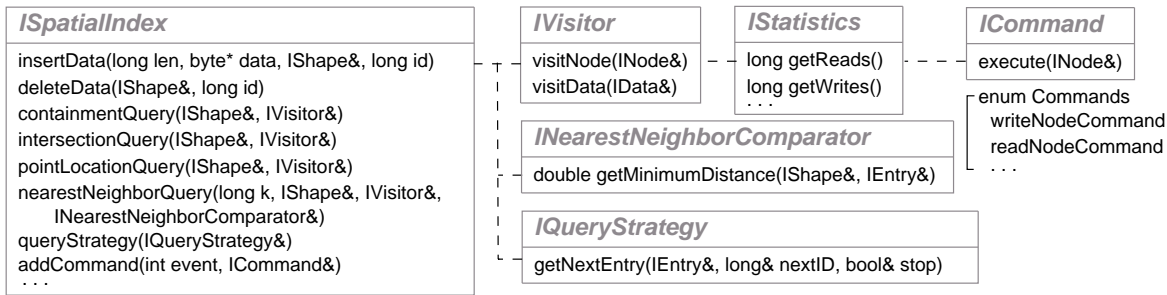 ISpatialIndex
insertData(long len, byte* data, IShape&, long id)
deleteData(IShape&, long id)
containmentQuery(IShape&, IVisitor&)
intersectionQuery(IShape&, IVisitor&)
pointLocationQuery(IShape&, IVisitor&)
nearestNeighborQuery(long k, IShape&, IVisitor&,
INearestNeighborComparator&)
queryStrategy(IQueryStrategy&)
addCommand(int event, ICommand&)
. . .
IVisitor
visitNode(INode&)
visitData(IData&)
IStatistics
long getReads()
long getWrites()
. . .
ICommand
execute(INode&)
enum Commands
writeNodeCommand
readNodeCommand
. . .
INearestNeighborComparator
double getMinimumDistance(IShape&, IEntry&)
IQueryStrategy
getNextEntry(IEntry&, long& nextID, bool& stop)